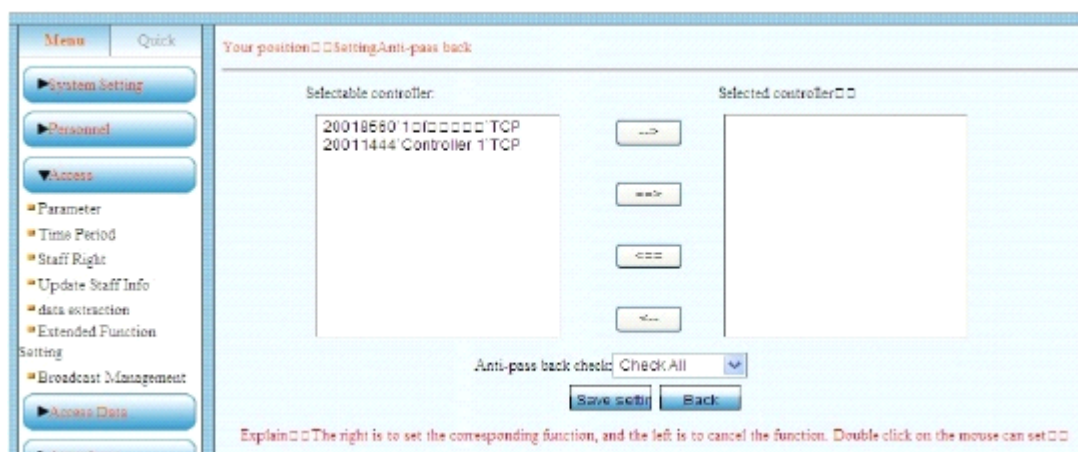 Menu
Quick
Your position□□SettingAnti-pass back
▶System Setting
▶Personnel
▼Access
Parameter
Time Period
Staff Right
Update Staff Info
data extraction
Extended Function
Setting
Broadcast Management
▶Access Data
Selectable controller:
20018660`1□f□□□□□`TCP
20011444`Controller 1`TCP
-->
==>
<==
<--
Selected controller□□
Anti-pass back check: Check All
Save settin
Back
Explain□□The right is to set the corresponding function, and the left is to cancel the function. Double click on the mouse can set□□